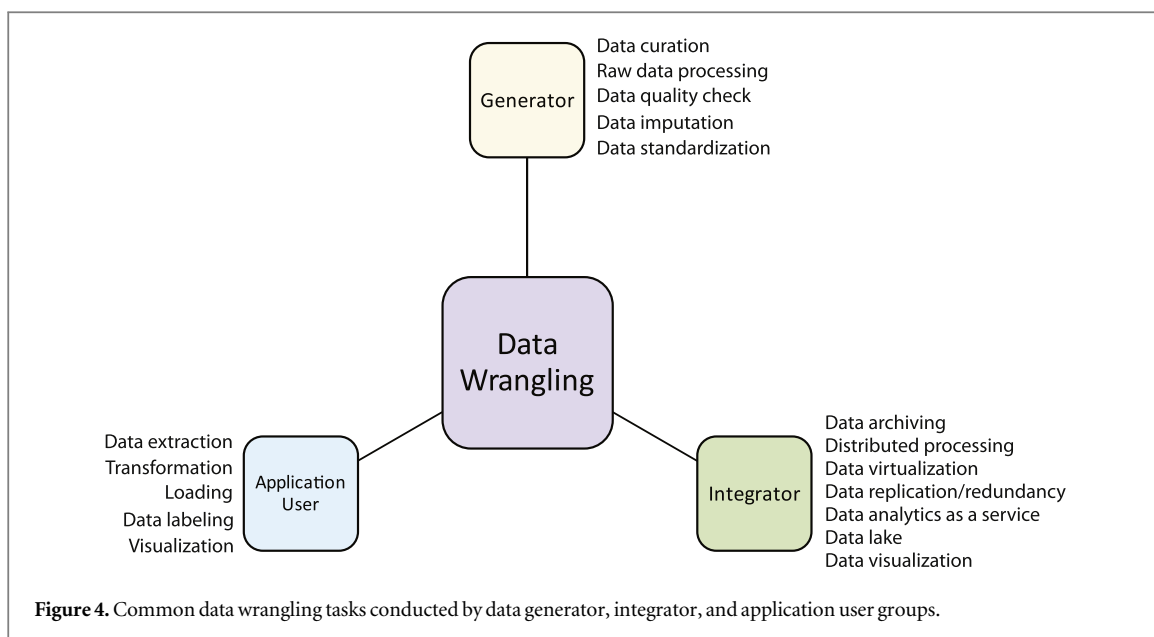 Generator
Data curation
Raw data processing
Data quality check
Data imputation
Data standardization
Data
Wrangling
Data extraction
Transformation
Loading
Data labeling
Visualization
Application
User
Integrator
Data archiving
Distributed processing
Data virtualization
Data replication/redundancy
Data analytics as a service
Data lake
Data visualization
Figure 4. Common data wrangling tasks conducted by data generator, integrator, and application user groups.